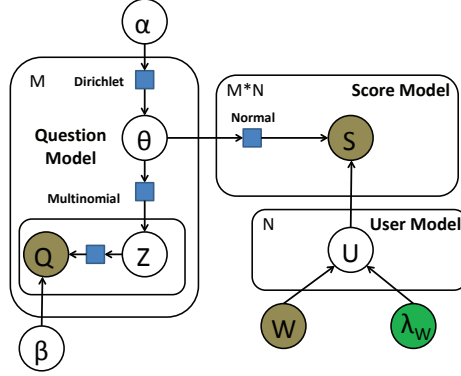 α
M
Dirichlet
M*N
Score Model
Question
Model
θ
Normal
S
Multinomial
N
User Model
Q
Z
U
W
λW
β